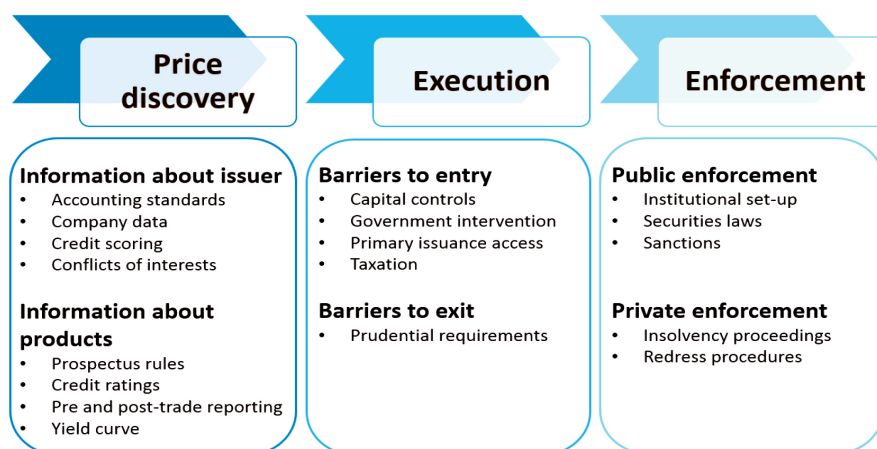 Price
discovery
Execution
Enforcement
Information about issuer
• Accounting standards
• Company data
• Credit scoring
• Conflicts of interests
Information about
products
• Prospectus rules
• Credit ratings
• Pre and post-trade reporting
• Yield curve
Barriers to entry
• Capital controls
• Government intervention
• Primary issuance access
• Taxation
Barriers to exit
• Prudential requirements
Public enforcement
• Institutional set-up
• Securities laws
• Sanctions
Private enforcement
• Insolvency proceedings
• Redress procedures